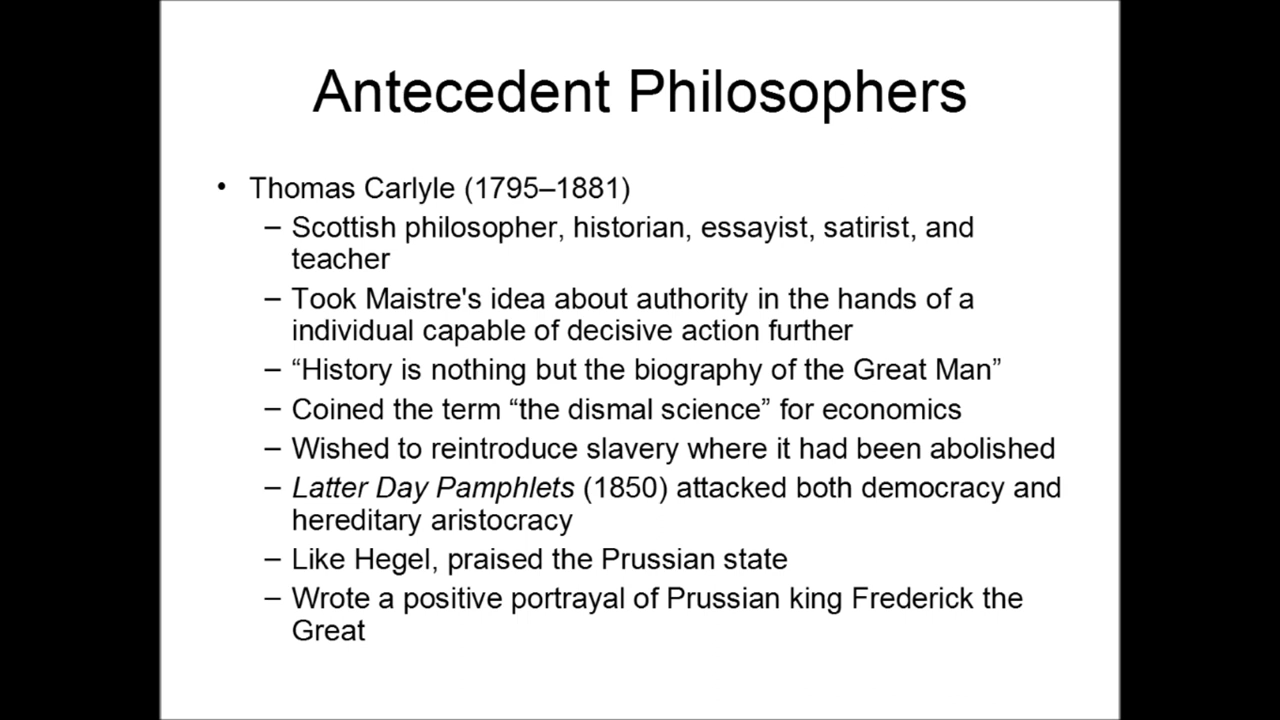 Antecedent Philosophers
• Thomas Carlyle (1795–1881)
– Scottish philosopher, historian, essayist, satirist, and
teacher
– Took Maistre's idea about authority in the hands of a
individual capable of decisive action further
– “History is nothing but the biography of the Great Man”
– Coined the term “the dismal science” for economics
– Wished to reintroduce slavery where it had been abolished
– Latter Day Pamphlets (1850) attacked both democracy and
hereditary aristocracy
– Like Hegel, praised the Prussian state
– Wrote a positive portrayal of Prussian king Frederick the
Great